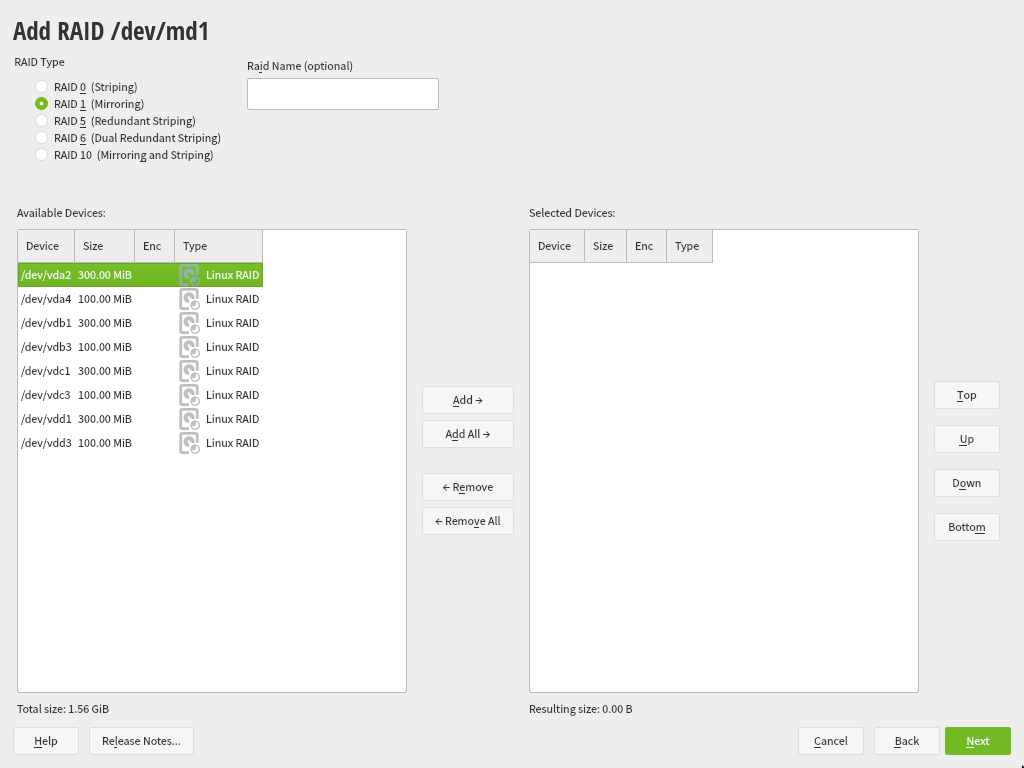 Add RAID /dev/md1
RAID Type
RAID 0 (Striping)
RAID 1 (Mirroring)
RAID 5 (Redundant Striping)
RAID 6 (Dual Redundant Striping)
RAID 10 (Mirroring and Striping)
Raid Name (optional)
Available Devices:
Device Size Enc Type
/dev/vda2 300.00 MiB Linux RAID
/dev/vda4 100.00 MiB Linux RAID
/dev/vdb1 300.00 MiB Linux RAID
/dev/vdb3 100.00 MiB Linux RAID
/dev/vdc1 300.00 MiB Linux RAID
/dev/vdc3 100.00 MiB Linux RAID
/dev/vdd1 300.00 MiB Linux RAID
/dev/vdd3 100.00 MiB Linux RAID
Total size: 1.56 GiB
Add →
Add All →
← Remove
← Remove All
Selected Devices:
Device Size Enc Type
Resulting size: 0.00 B
Top
Up
Down
Bottom
Help Release Notes... Cancel Back Next